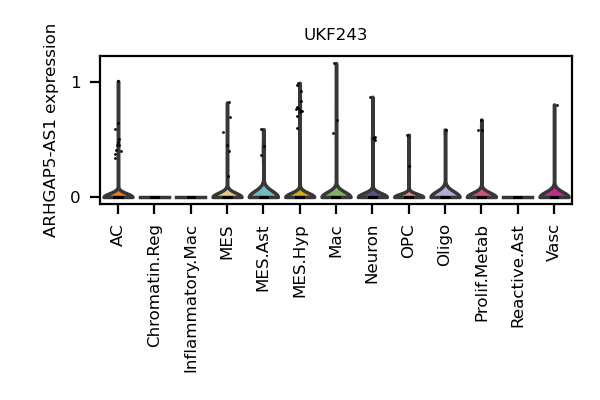 UKF243
ARHGAP5-AS1 expression
1
0
AC
Chromatin.Reg
Inflammatory.Mac
MES
MES.Ast
MES.Hyp
Mac
Neuron
OPC
Oligo
Prolif.Metab
Reactive.Ast
Vasc